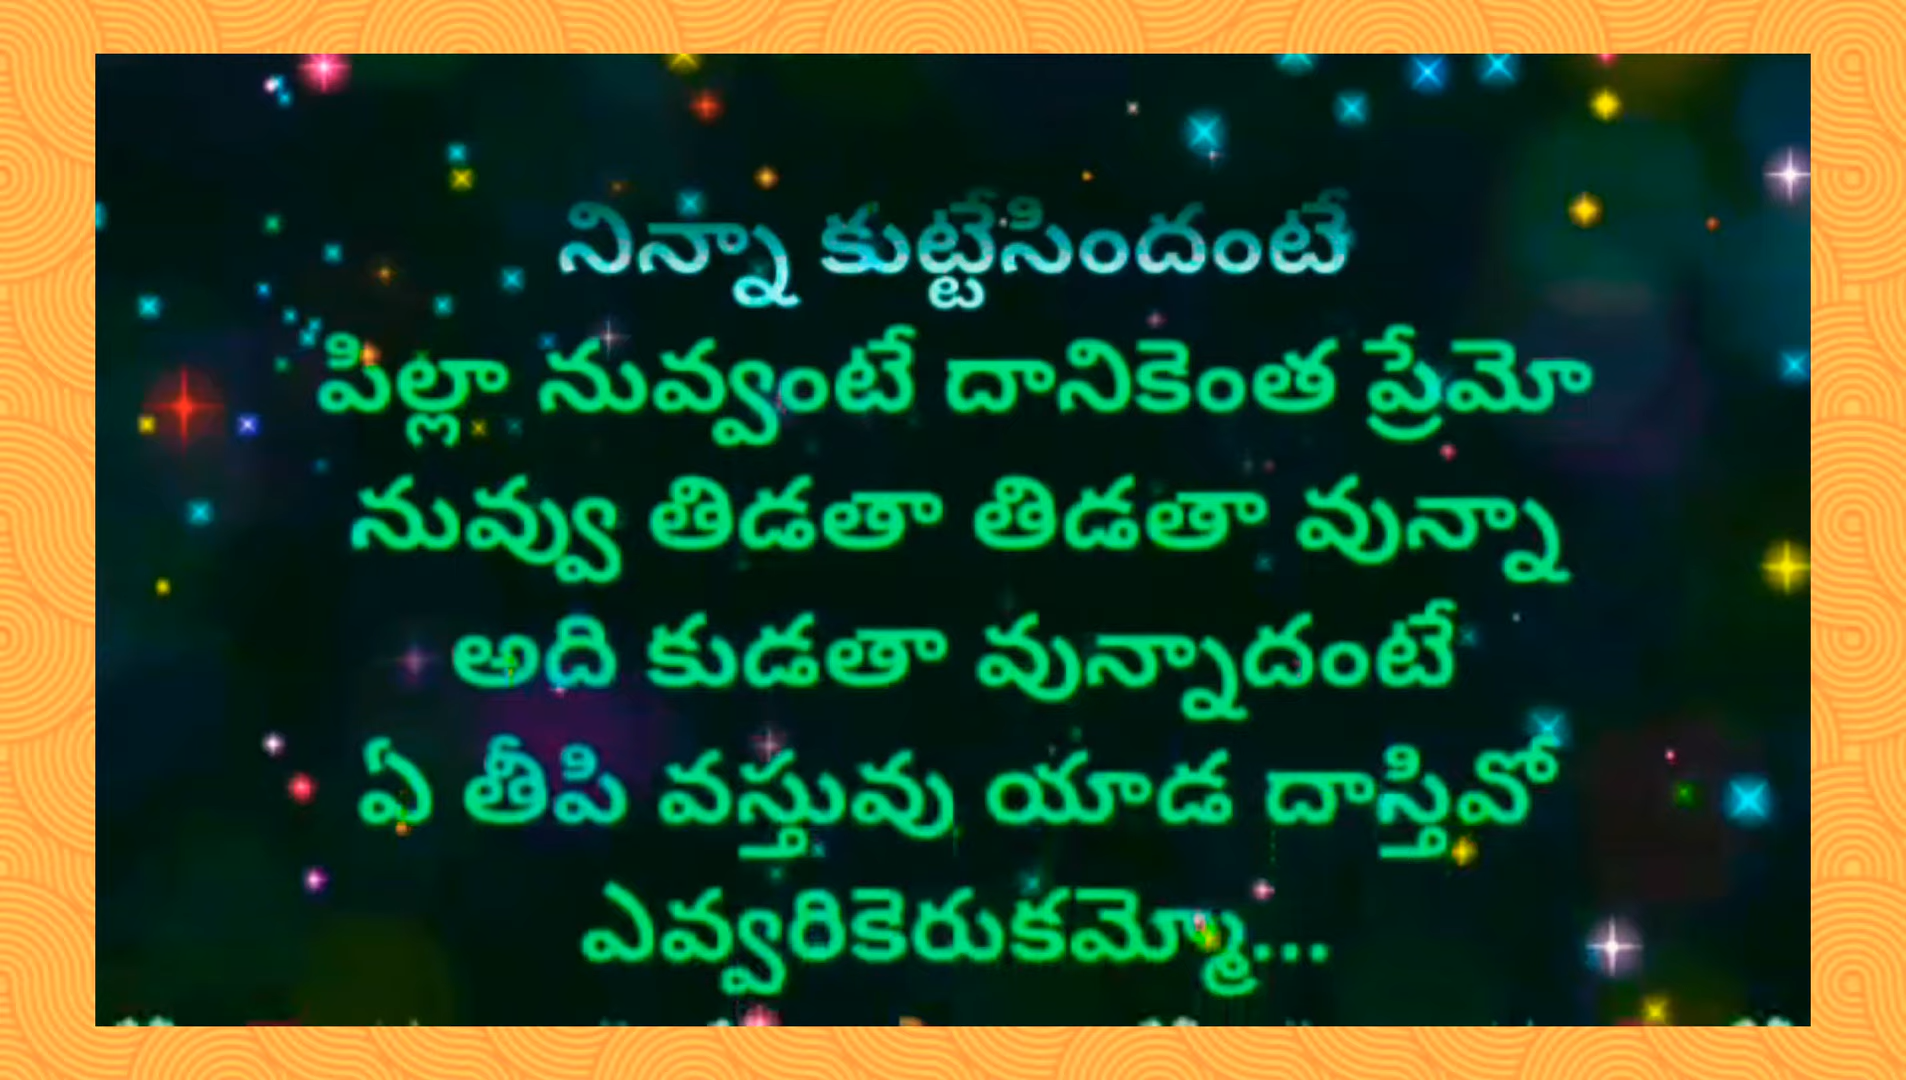 నిన్నా కుట్టేసిందంటే
పిల్లా నువ్వంటే దానికెంత ప్రేమో
నువ్వు తిడతా తిడతా వున్నా
అది కుడతా వున్నాదంటే
ఏ తీపి వస్తువు యాడ దాస్తివో
ఎవ్వరికెరుకమ్మో...